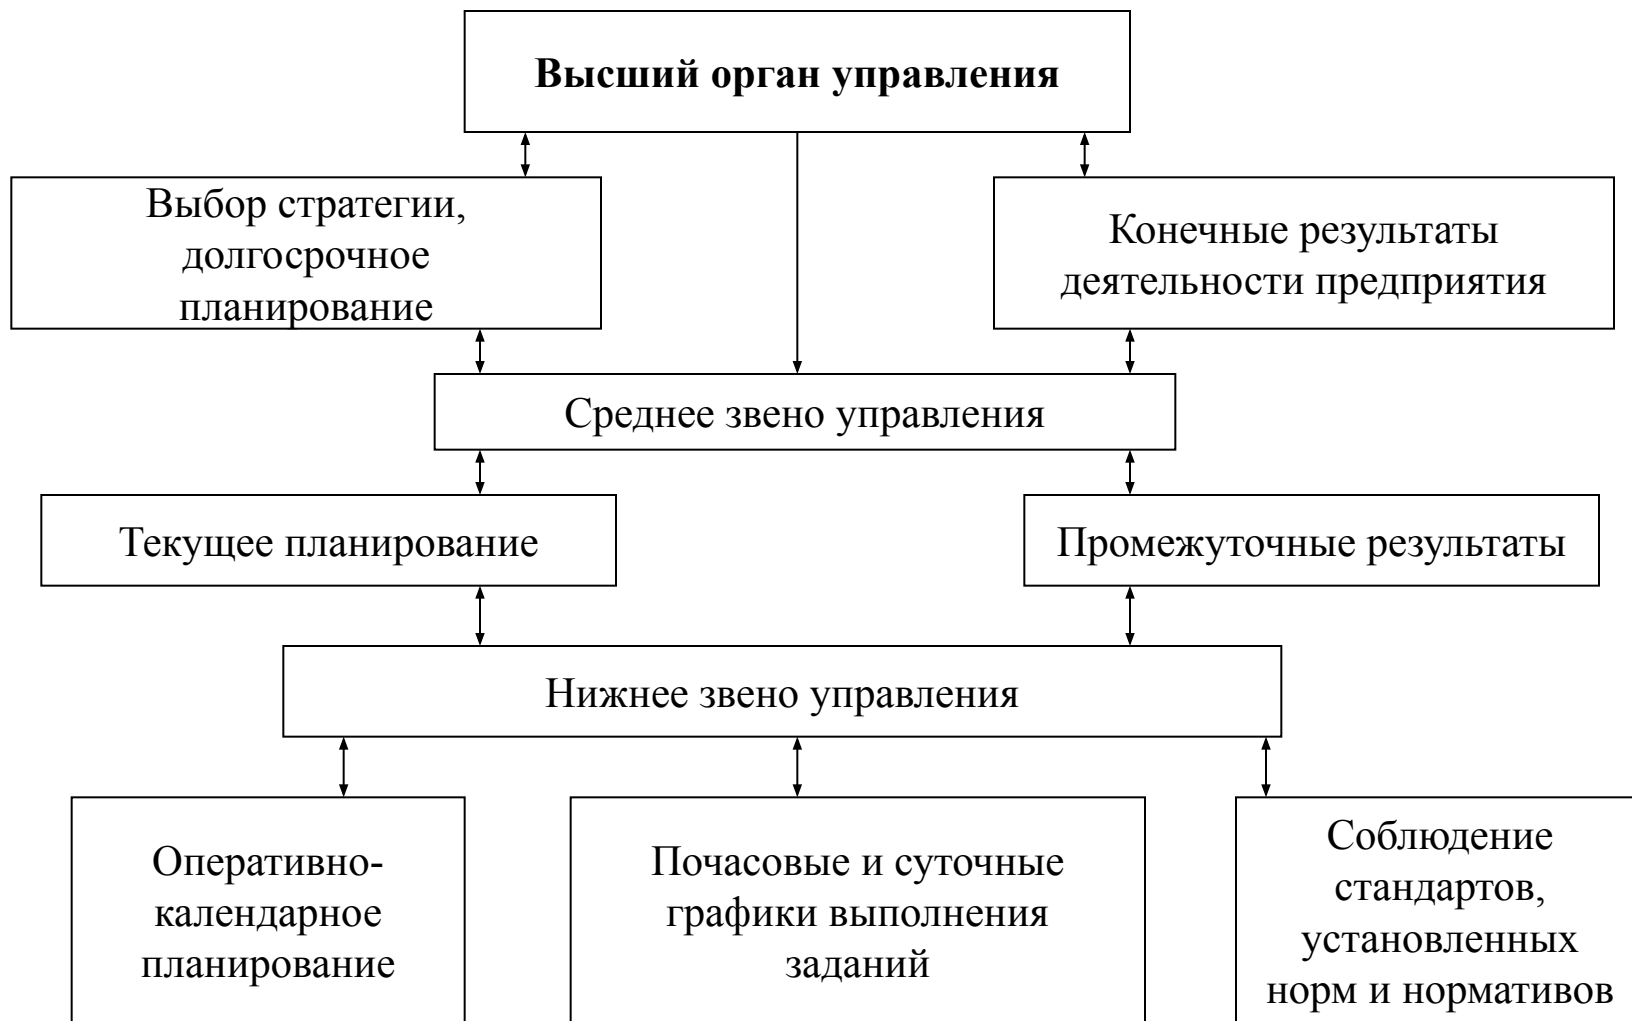 Высший орган управления
Выбор стратегии,
долгосрочное
планирование
Конечные результаты
деятельности предприятия
Среднее звено управления
Текущее планирование
Промежуточные результаты
Нижнее звено управления
Оперативно-
календарное
планирование
Почасовые и суточные
графики выполнения
заданий
Соблюдение
стандартов,
установленных
норм и нормативов